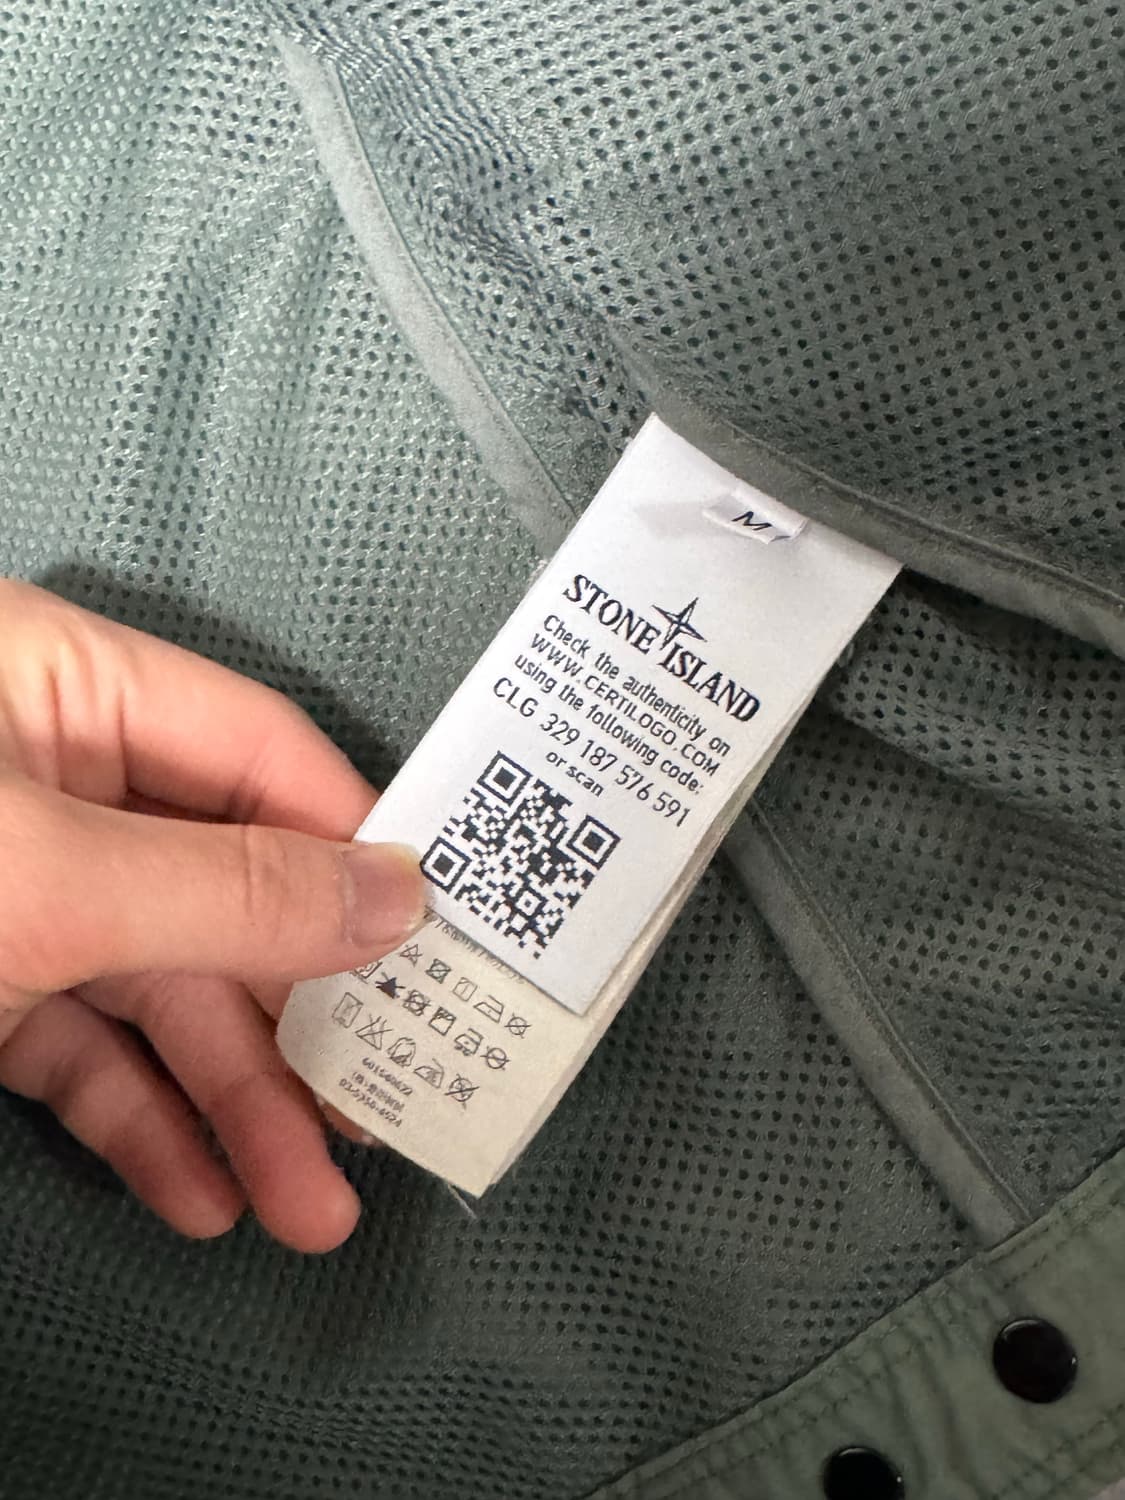 M
STONE ISLAND
Check the authenticity on
WWW.CERTILOGO.COM
using the following code:
CLG 329 187 576 591
or scan